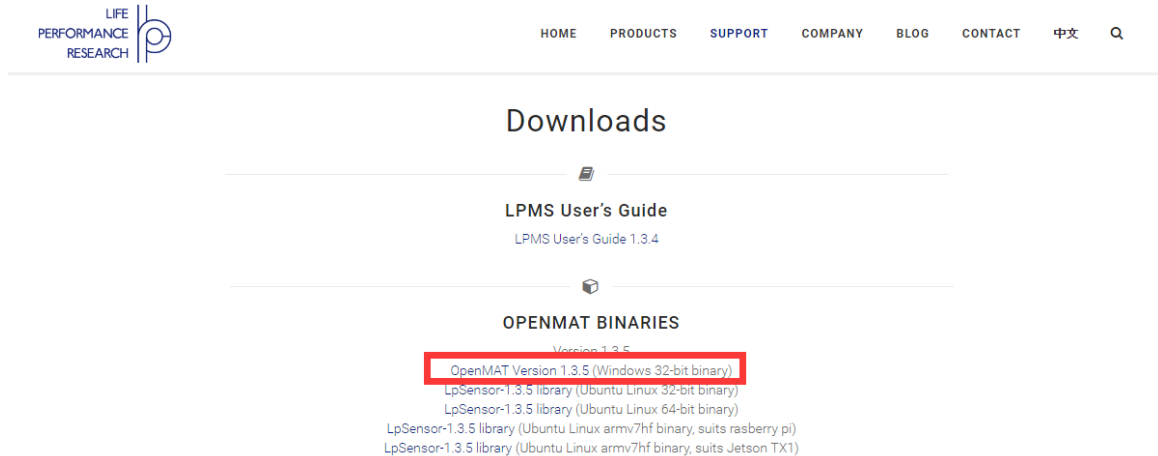 LIFE
PERFORMANCE
RESEARCH
HOME PRODUCTS SUPPORT COMPANY BLOG CONTACT 中文
Downloads
LPMS User’s Guide
LPMS User’s Guide 1.3.4
OPENMAT BINARIES
Version 1.3.5
OpenMAT Version 1.3.5 (Windows 32-bit binary)
LpSensor-1.3.5 library (Ubuntu Linux 32-bit binary)
LpSensor-1.3.5 library (Ubuntu Linux 64-bit binary)
LpSensor-1.3.5 library (Ubuntu Linux armv7hf binary, suits rasberry pi)
LpSensor-1.3.5 library (Ubuntu Linux armv7hf binary, suits Jetson TX1)